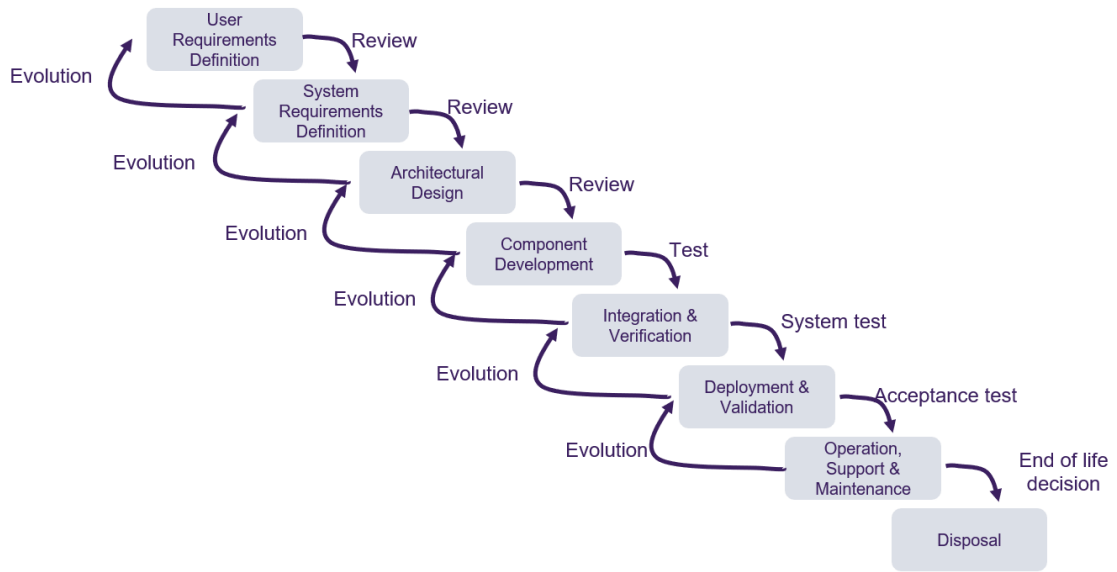 User
Requirements
Definition
Review
Evolution
System
Requirements
Definition
Review
Evolution
Architectural
Design
Review
Evolution
Component
Development
Test
Evolution
Integration &
Verification
System test
Evolution
Deployment &
Validation
Acceptance test
Evolution
Operation,
Support &
Maintenance
End of life
decision
Disposal